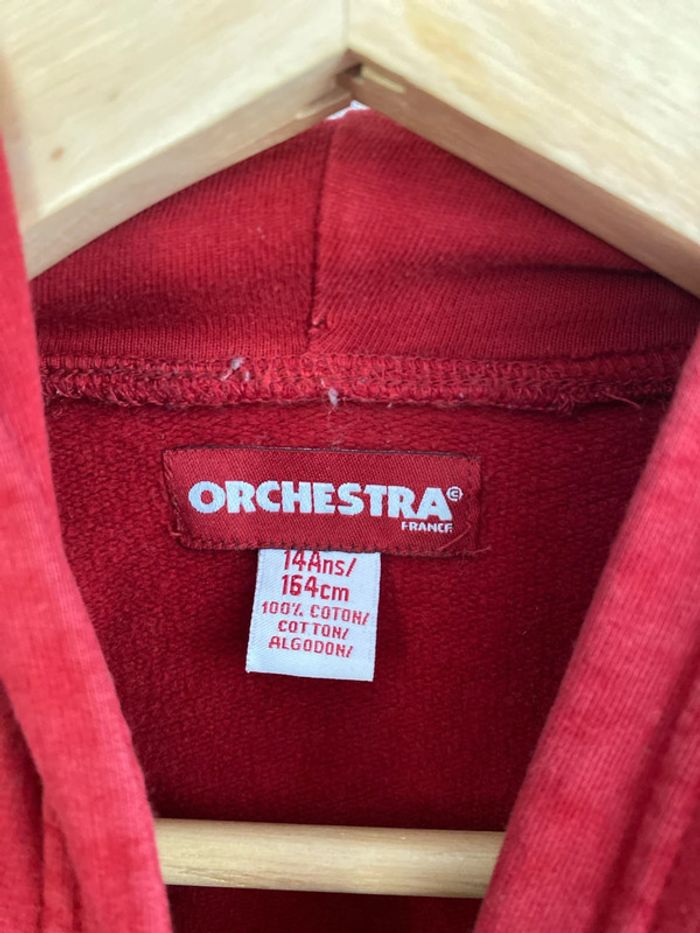 ORCHESTRA©
FRANCE
14Ans/
164cm
100% COTON/
COTTON/
ALGODON/